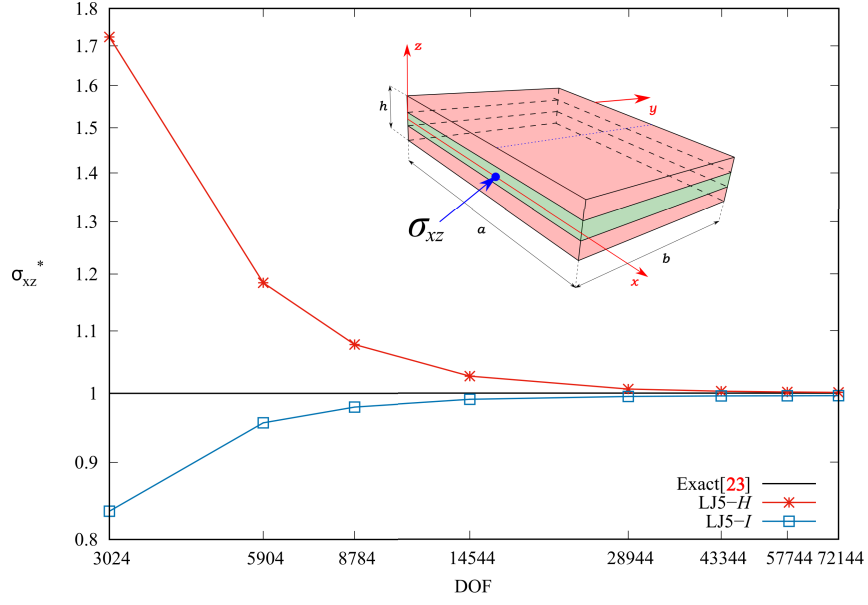 1.8
1.7
1.6
1.5
1.4
1.3
1.2
1.1
1
0.9
0.8
σxz*
z
y
h
σxz
a
b
x
Exact[23]
LJ5−H
LJ5−I
3024 5904 8784 14544 28944 43344 57744 72144
DOF